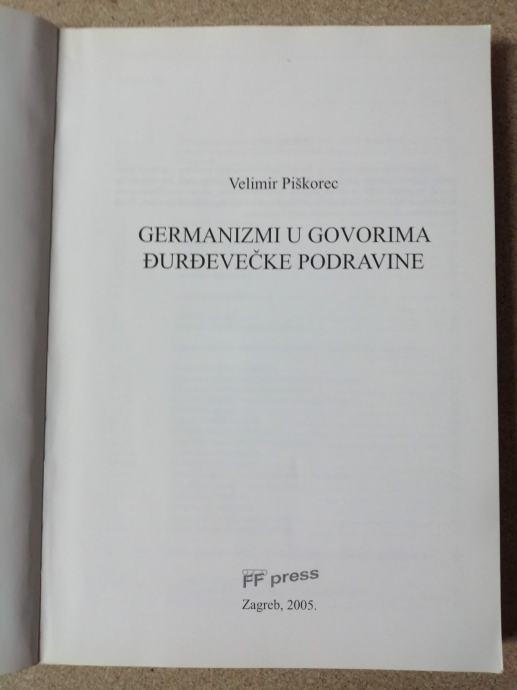 Velimir Piškorec
GERMANIZMI U GOVORIMA
ĐURĐEVEČKE PODRAVINE
FF press
Zagreb, 2005.